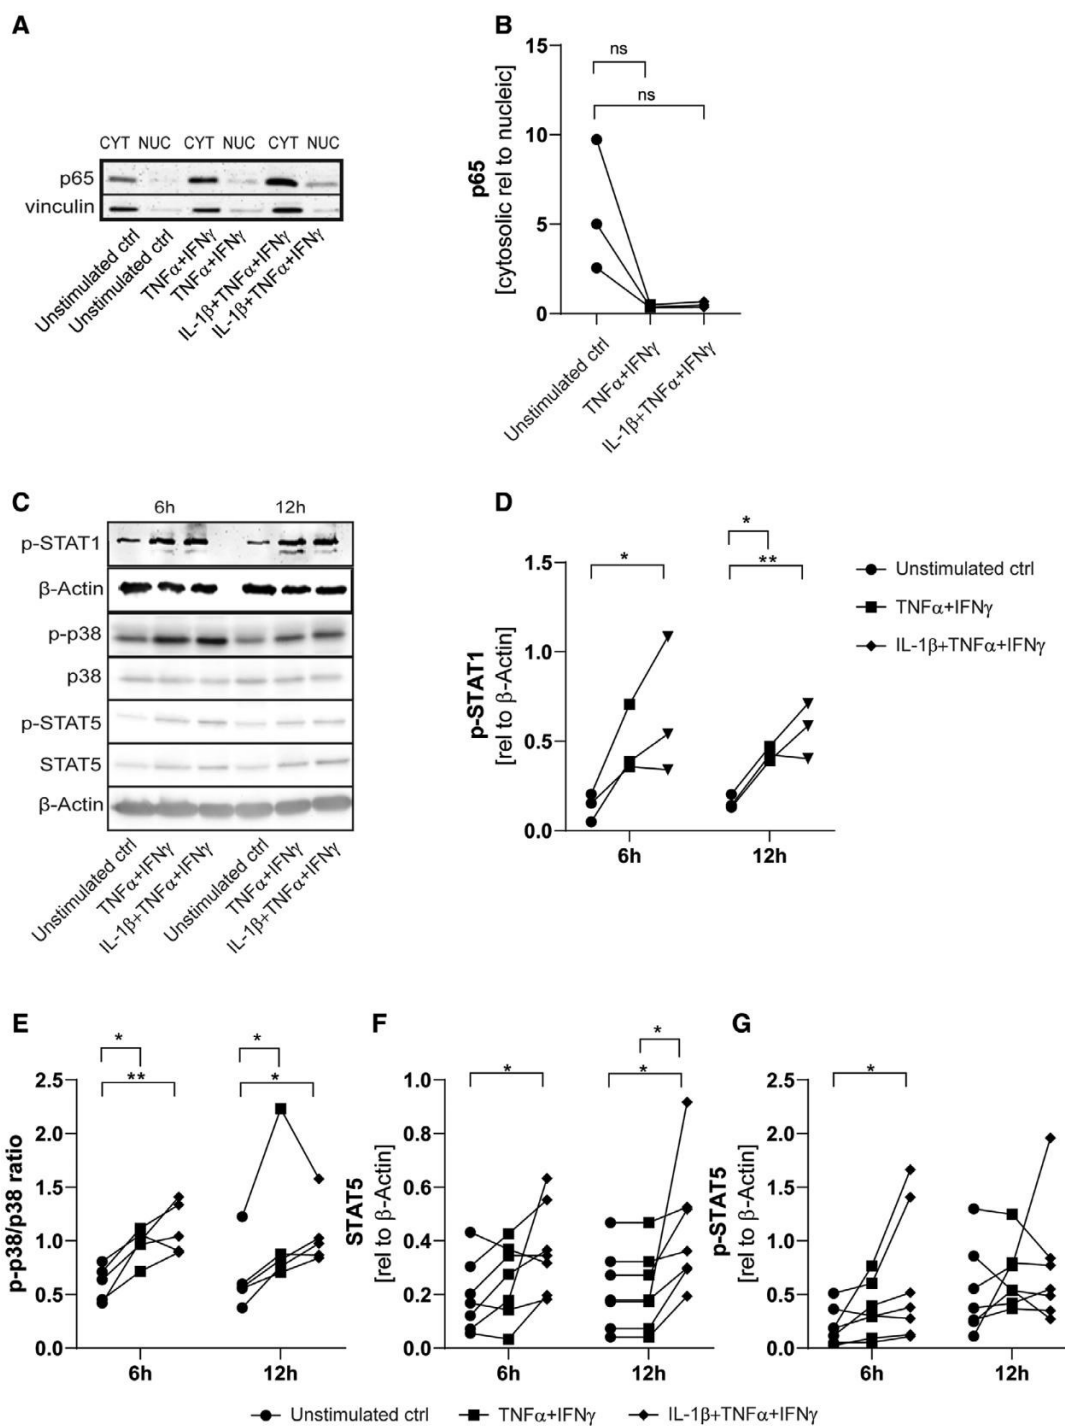 A
CYT NUC CYT NUC CYT NUC
p65
vinculin
Unstimulated ctrl
Unstimulated ctrl
TNFα+IFNγ
TNFα+IFNγ
IL-1β+TNFα+IFNγ
IL-1β+TNFα+IFNγ
B
p65
[cytosolic rel to nucleic]
15
10
5
0
ns
ns
Unstimulated ctrl
TNFα+IFNγ
IL-1β+TNFα+IFNγ
C
6h 12h
p-STAT1
β-Actin
p-p38
p38
p-STAT5
STAT5
β-Actin
Unstimulated ctrl
TNFα+IFNγ
IL-1β+TNFα+IFNγ
Unstimulated ctrl
TNFα+IFNγ
IL-1β+TNFα+IFNγ
D
p-STAT1
[rel to β-Actin]
1.5
1.0
0.5
0.0
*
*
**
6h 12h
Unstimulated ctrl
TNFα+IFNγ
IL-1β+TNFα+IFNγ
E
p-p38/p38 ratio
2.5
2.0
1.5
1.0
0.5
0.0
*
**
*
*
6h 12h
F
STAT5
[rel to β-Actin]
1.0
0.8
0.6
0.4
0.2
0.0
*
*
*
6h 12h
G
p-STAT5
[rel to β-Actin]
2.5
2.0
1.5
1.0
0.5
0.0
*
6h 12h
Unstimulated ctrl TNFα+IFNγ IL-1β+TNFα+IFNγ